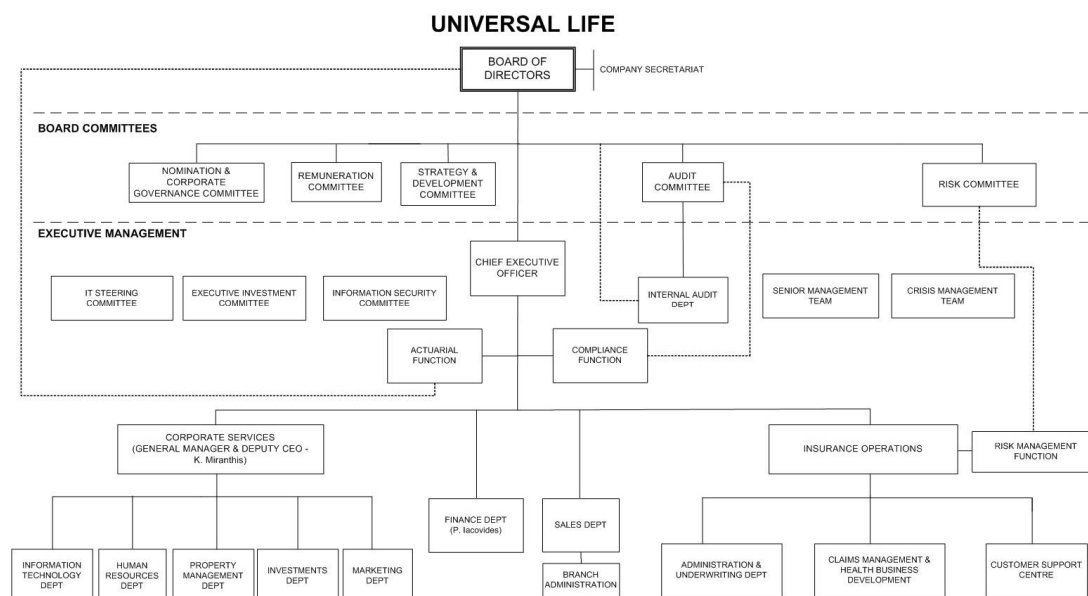 UNIVERSAL LIFE
BOARD OF
DIRECTORS
COMPANY SECRETARIAT
BOARD COMMITTEES
NOMINATION &
CORPORATE
GOVERNANCE COMMITTEE
REMUNERATION
COMMITTEE
STRATEGY &
DEVELOPMENT
COMMITTEE
AUDIT
COMMITTEE
RISK COMMITTEE
EXECUTIVE MANAGEMENT
CHIEF EXECUTIVE
OFFICER
IT STEERING
COMMITTEE
EXECUTIVE INVESTMENT
COMMITTEE
INFORMATION SECURITY
COMMITTEE
INTERNAL AUDIT
DEPT
SENIOR MANAGEMENT
TEAM
CRISIS MANAGEMENT
TEAM
ACTUARIAL
FUNCTION
COMPLIANCE
FUNCTION
CORPORATE SERVICES
(GENERAL MANAGER & DEPUTY CEO -
K. Miranthis)
INSURANCE OPERATIONS
RISK MANAGEMENT
FUNCTION
FINANCE DEPT
(P. Iacovides)
SALES DEPT
INFORMATION
TECHNOLOGY
DEPT
HUMAN
RESOURCES
DEPT
PROPERTY
MANAGEMENT
DEPT
INVESTMENTS
DEPT
MARKETING
DEPT
BRANCH
ADMINISTRATION
ADMINISTRATION &
UNDERWRITING DEPT
CLAIMS MANAGEMENT &
HEALTH BUSINESS
DEVELOPMENT
CUSTOMER SUPPORT
CENTRE